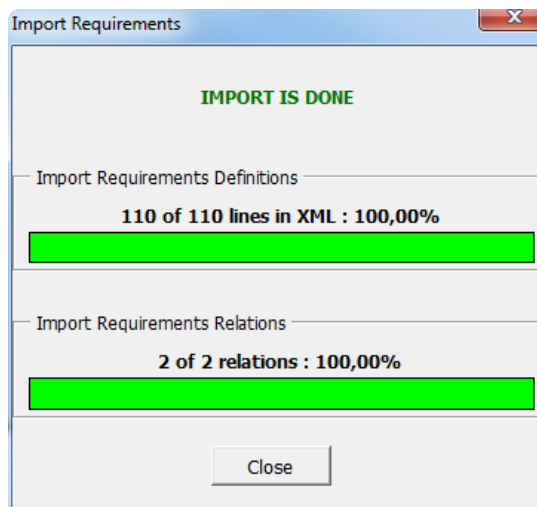 Import Requirements
IMPORT IS DONE
Import Requirements Definitions
110 of 110 lines in XML : 100,00%
Import Requirements Relations
2 of 2 relations : 100,00%
Close